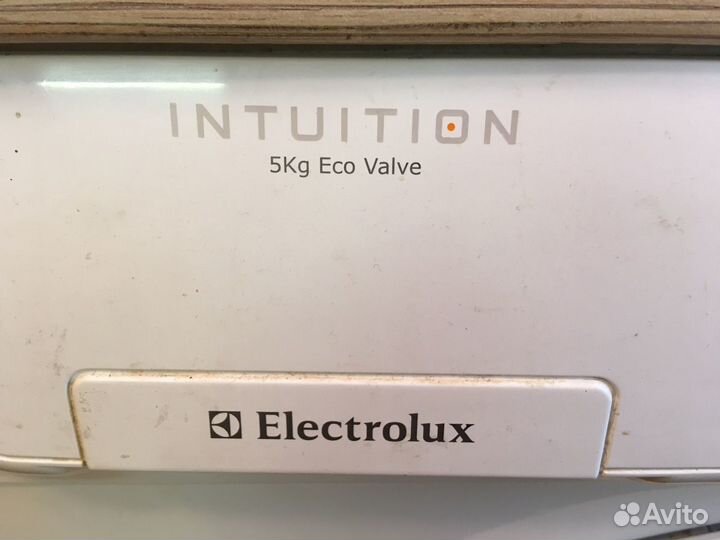 INTUITION
5Kg Eco Valve
Electrolux
Avito